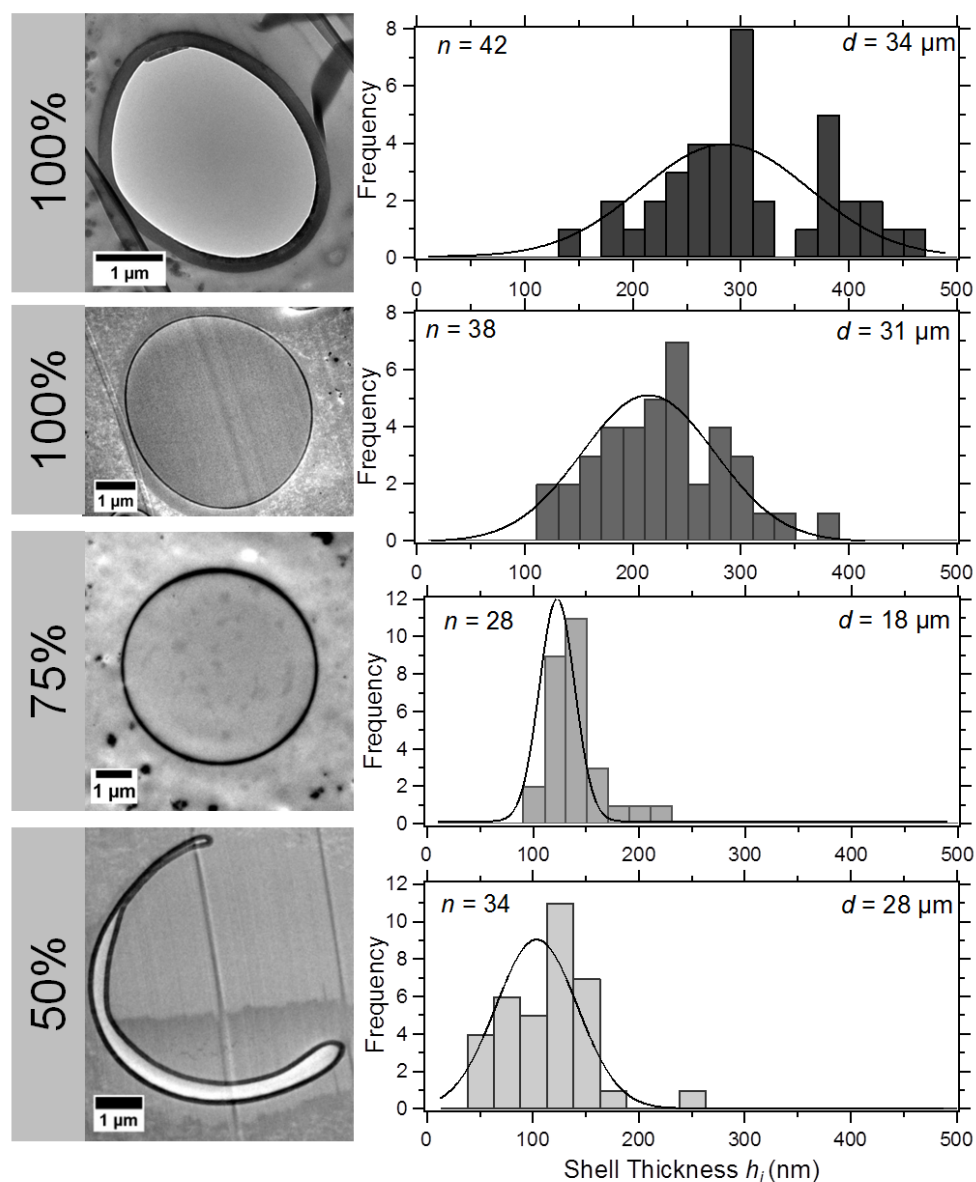 100%
1 µm
n = 42
d = 34 µm
Frequency
8
6
4
2
0
0 100 200 300 400 500
100%
1 µm
n = 38
d = 31 µm
Frequency
8
6
4
2
0
0 100 200 300 400 500
75%
1 µm
n = 28
d = 18 µm
Frequency
12
10
8
6
4
2
0
0 100 200 300 400 500
50%
1 µm
n = 34
d = 28 µm
Frequency
12
10
8
6
4
2
0
0 100 200 300 400 500
Shell Thickness hᵢ (nm)